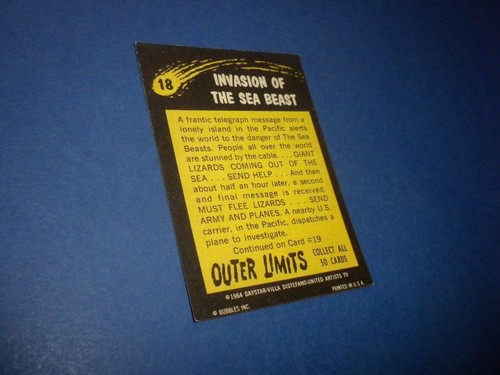 18
INVASION OF
THE SEA BEAST
A frantic telegraph message from a
lonely island in the Pacific alerts
the world to the danger of The Sea
Beasts. People all over the world
are stunned by the cable. . . . GIANT
LIZARDS COMING OUT OF THE
SEA . . . SEND HELP . . . And then
about half an hour later, a second
and final message is received.
MUST FLEE LIZARDS . . . . SEND
ARMY AND PLANES. A nearby U.S.
carrier, in the Pacific, dispatches a
plane to investigate.
Continued on Card #19
OUTER LIMITS
COLLECT ALL
50 CARDS
©1964 DAYSTAR-VILLA DISTEFANO-UNITED ARTISTS TV
© BUBBLES INC.
PRINTED IN U.S.A.